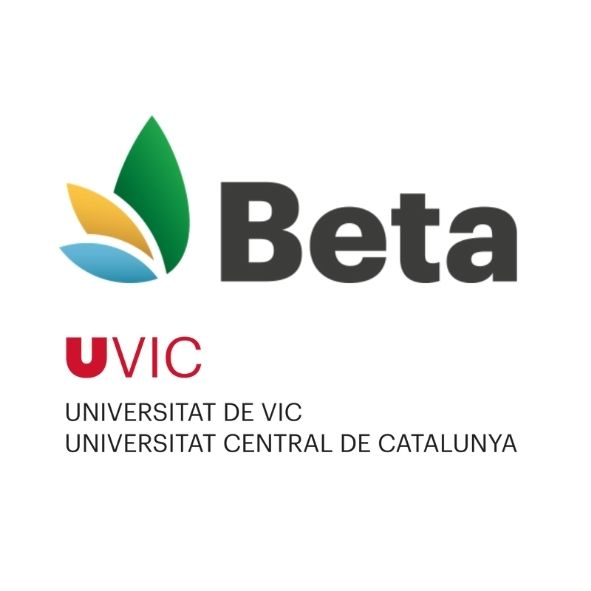 Beta
UVIC
UNIVERSITAT DE VIC
UNIVERSITAT CENTRAL DE CATALUNYA